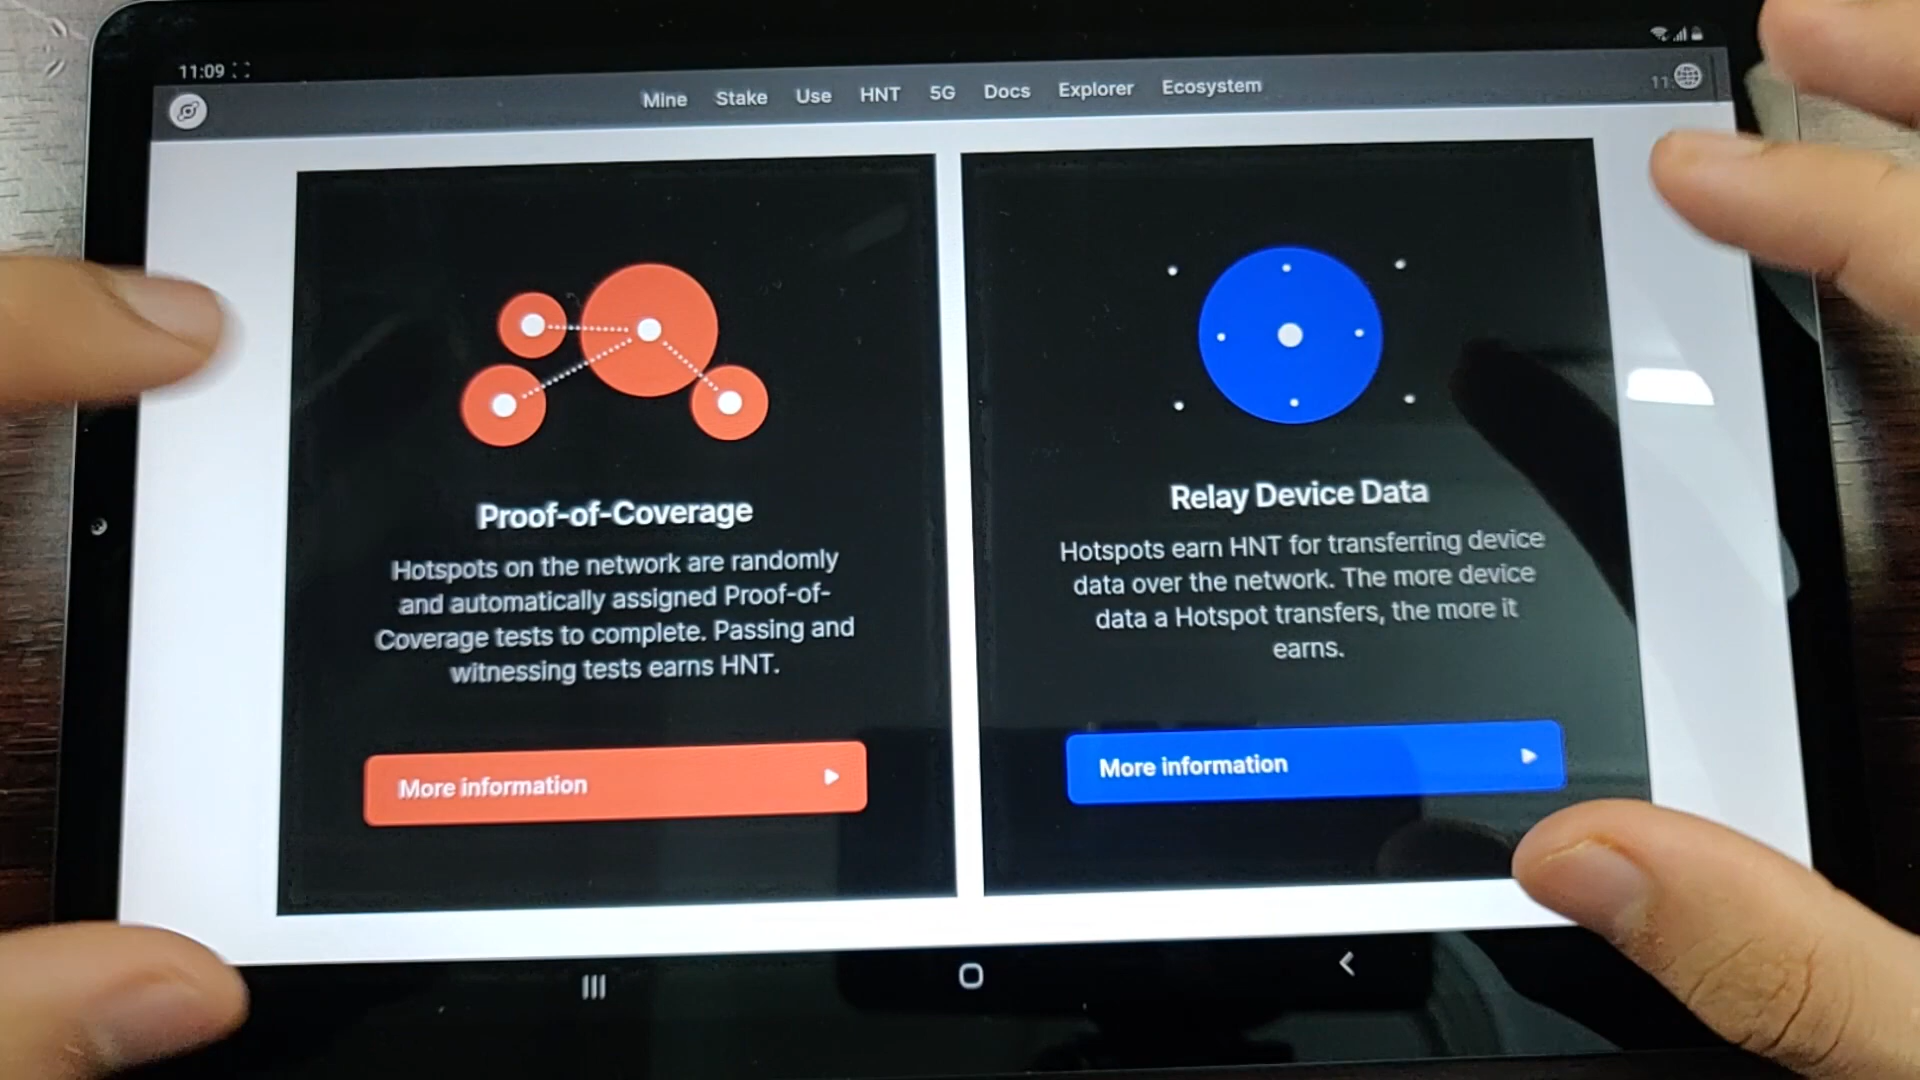 11:09
Mine Stake Use HNT 5G Docs Explorer Ecosystem
11:
Proof-of-Coverage
Hotspots on the network are randomly
and automatically assigned Proof-of-
Coverage tests to complete. Passing and
witnessing tests earns HNT.
More information
Relay Device Data
Hotspots earn HNT for transferring device
data over the network. The more device
data a Hotspot transfers, the more it
earns.
More information